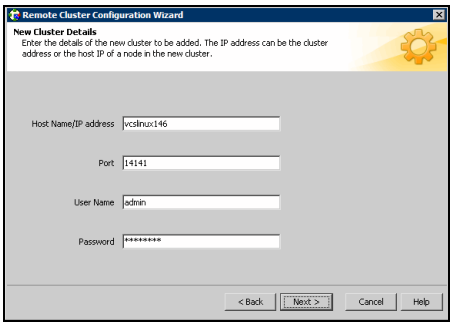 Remote Cluster Configuration Wizard
New Cluster Details
Enter the details of the new cluster to be added. The IP address can be the cluster
address or the host IP of a node in the new cluster.
Host Name/IP address vcslinux146
Port 14141
User Name admin
Password ********
< Back Next > Cancel Help